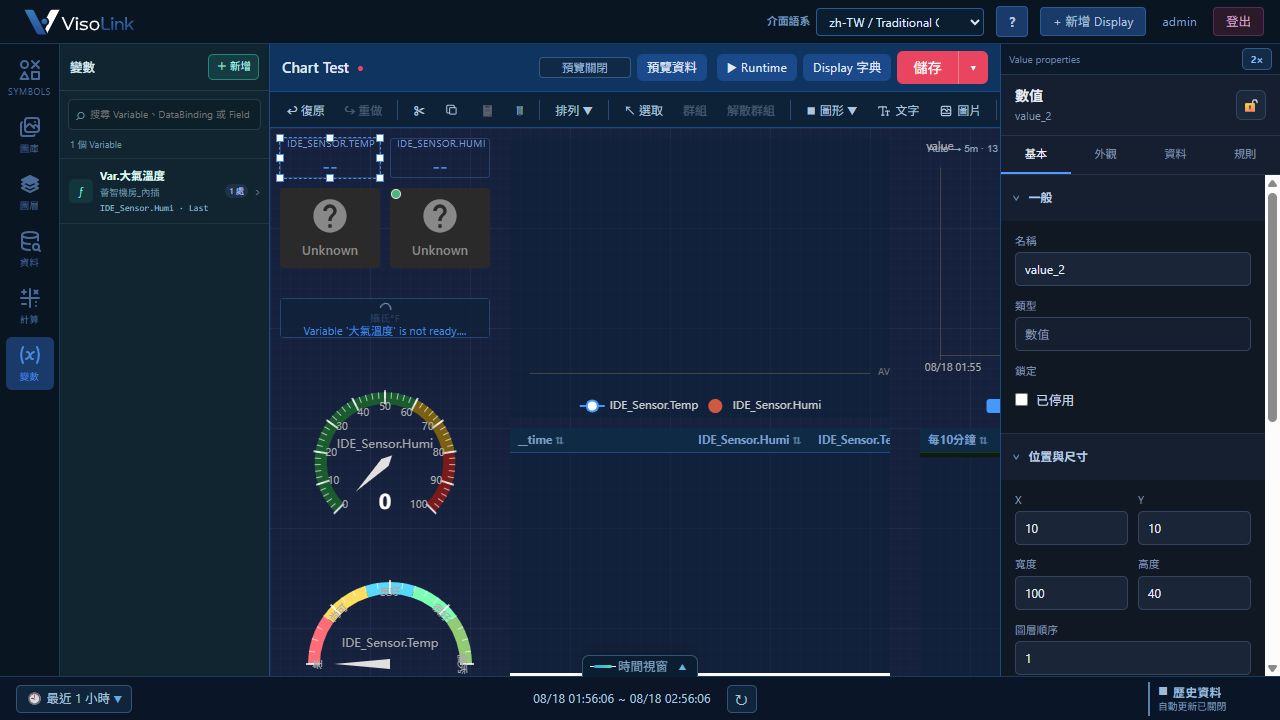 VisoLink
介面語系
zh-TW / Traditional C
?
+ 新增 Display
admin
登出
SYMBOLS
圖庫
圖層
資料
計算
(x)
變數
變數
+ 新增
搜尋 Variable、DataBinding 或 Field
1 個 Variable
ƒ
Var.大氣溫度
薈智機房_內插
IDE_Sensor.Humi · Last
1 處
Chart Test
預覽關閉
預覽資料
Runtime
Display 字典
儲存
復原
重做
排列
選取
群組
解散群組
圖形
文字
圖片
IDE_SENSOR.TEMP
--
IDE_SENSOR.HUMI
--
Unknown
Unknown
攝氏°F
Variable '大氣溫度' is not ready....
0
10
20
30
40
50
60
70
80
90
100
IDE_Sensor.Humi
0
IDE_Sensor.Temp
AV
IDE_Sensor.Temp
IDE_Sensor.Humi
__time
IDE_Sensor.Humi
IDE_Sensor.Te
value
→ 5m · 13
08/18 01:55
每10分鐘
時間視窗
Value properties
2×
數值
value_2
基本
外觀
資料
規則
一般
名稱
value_2
類型
數值
鎖定
已停用
位置與尺寸
X
Y
10
10
寬度
高度
100
40
圖層順序
1
最近 1 小時
08/18 01:56:06 ~ 08/18 02:56:06
歷史資料
自動更新已關閉